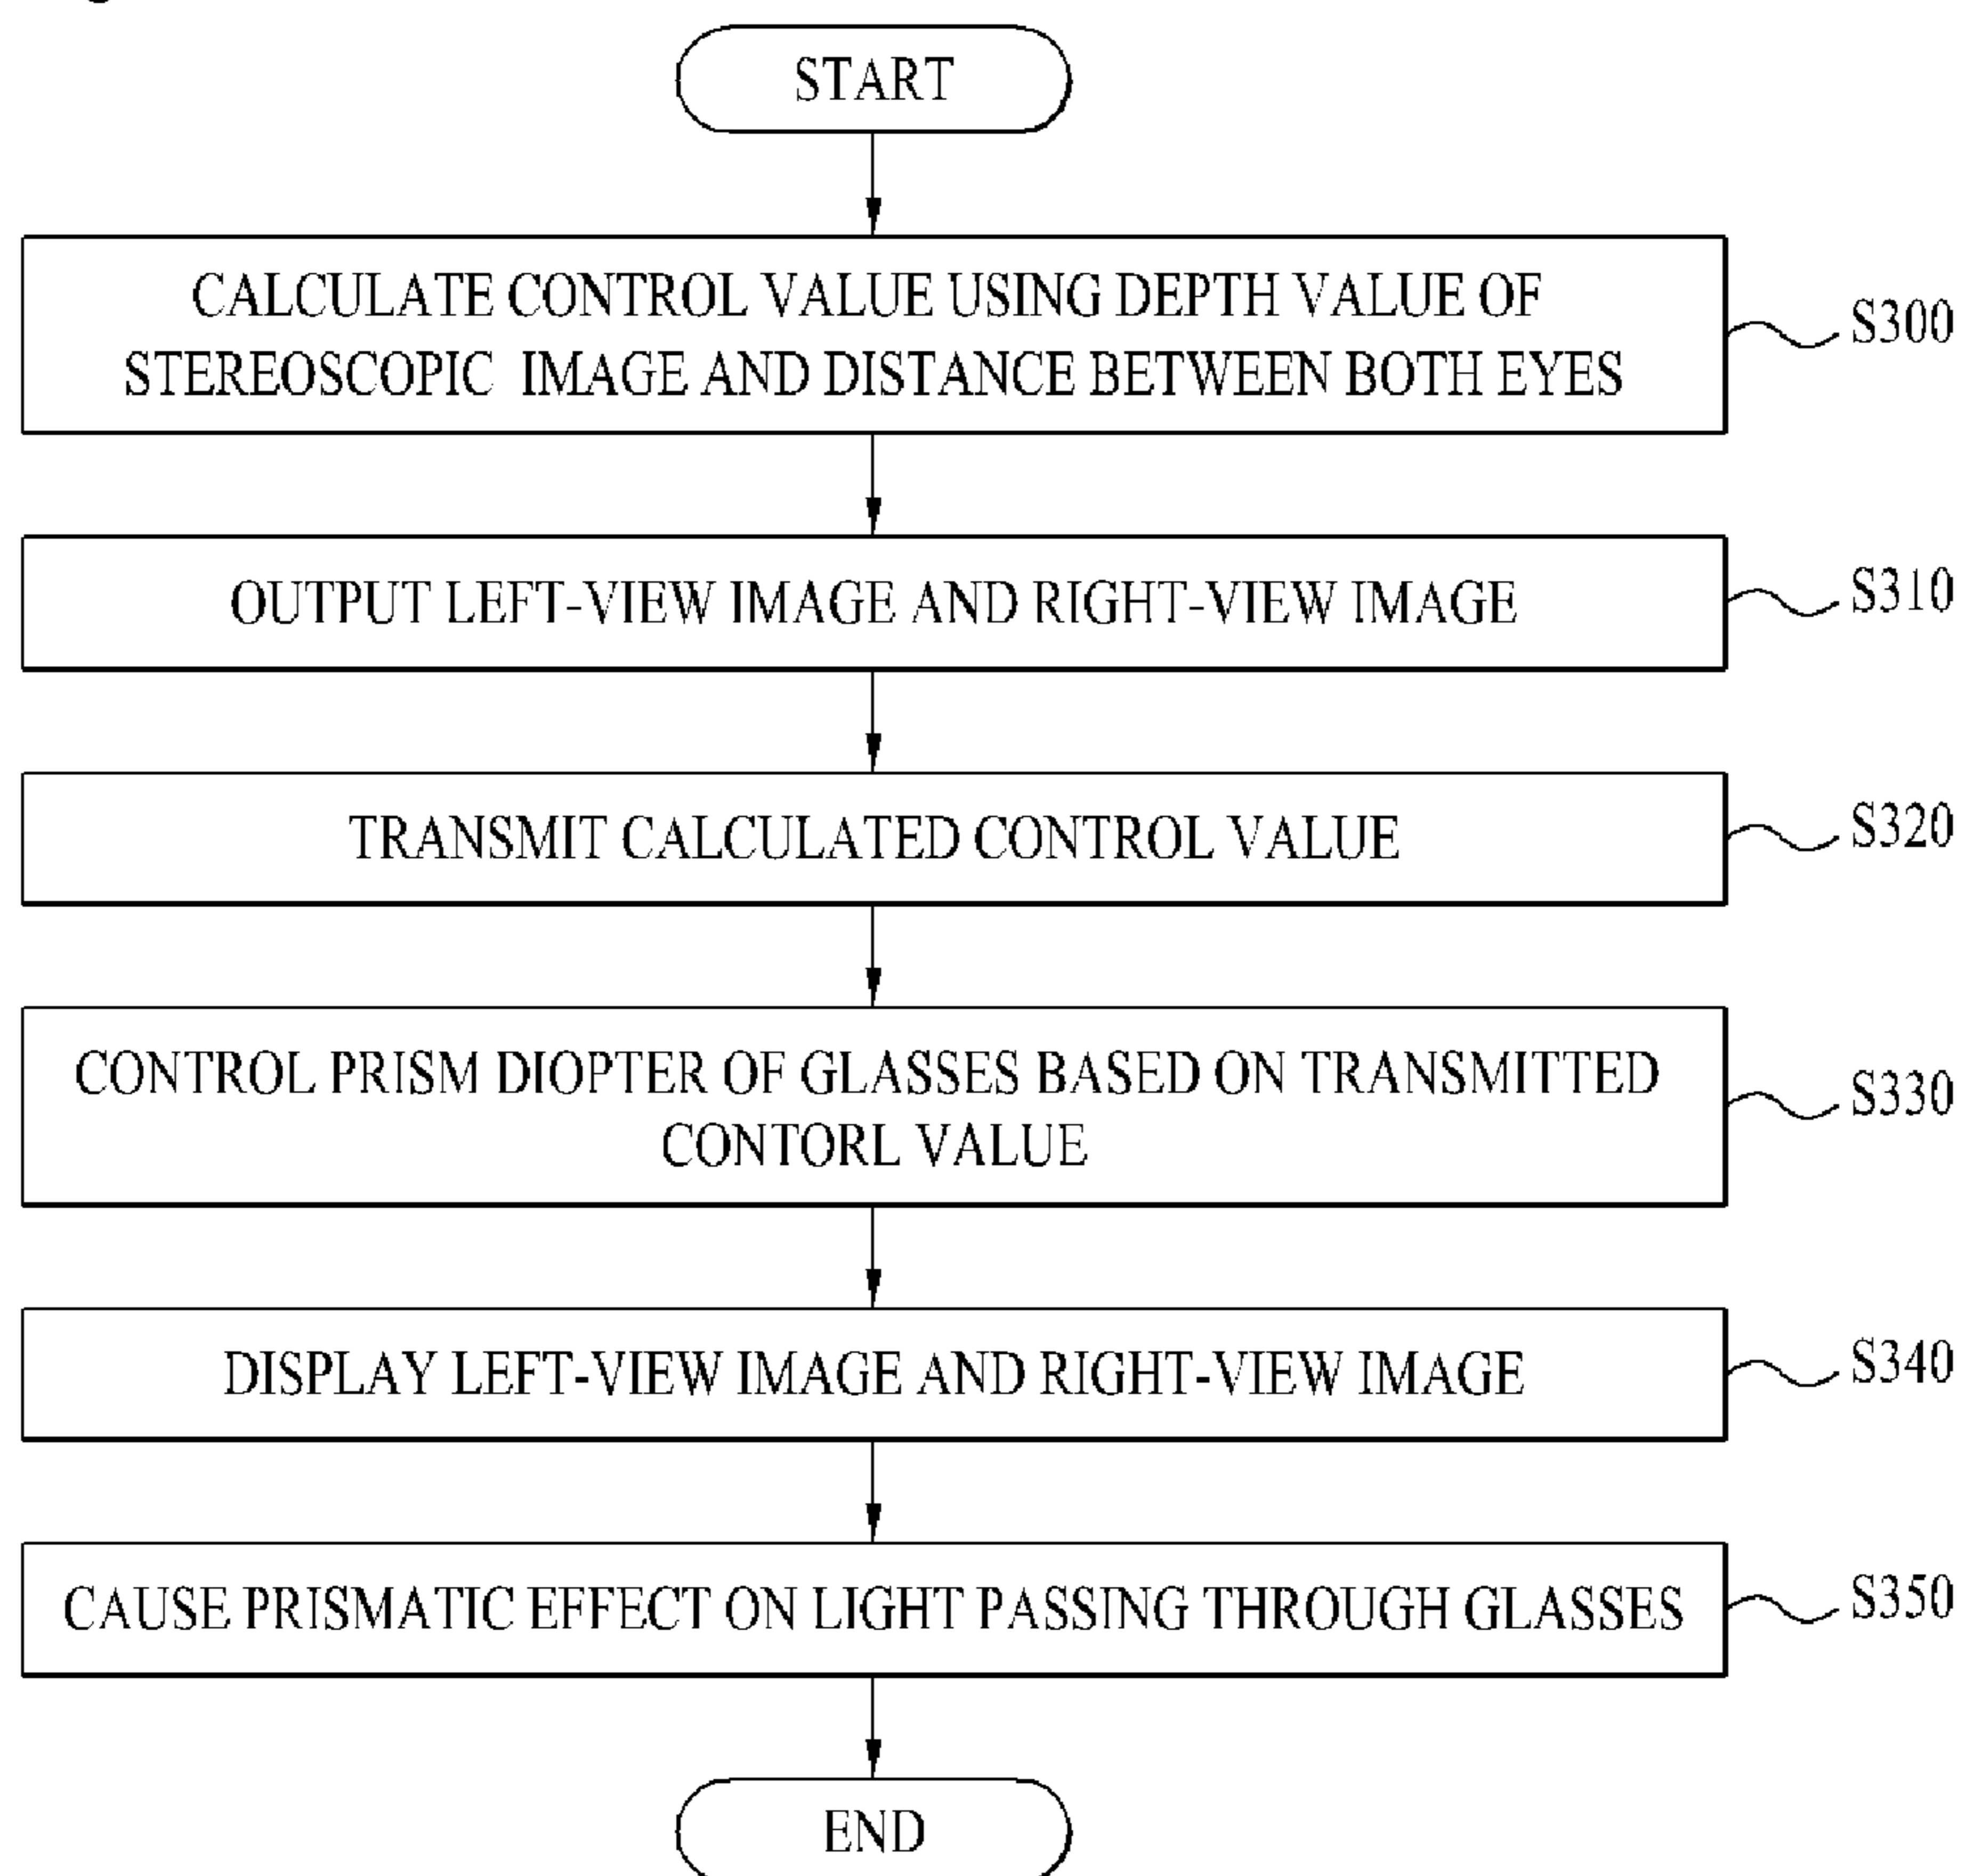 START
CALCULATE CONTROL VALUE USING DEPTH VALUE OF
STEREOSCOPIC IMAGE AND DISTANCE BETWEEN BOTH EYES
S300
OUTPUT LEFT-VIEW IMAGE AND RIGHT-VIEW IMAGE
S310
TRANSMIT CALCULATED CONTROL VALUE
S320
CONTROL PRISM DIOPTER OF GLASSES BASED ON TRANSMITTED
CONTORL VALUE
S330
DISPLAY LEFT-VIEW IMAGE AND RIGHT-VIEW IMAGE
S340
CAUSE PRISMATIC EFFECT ON LIGHT PASSING THROUGH GLASSES
S350
END